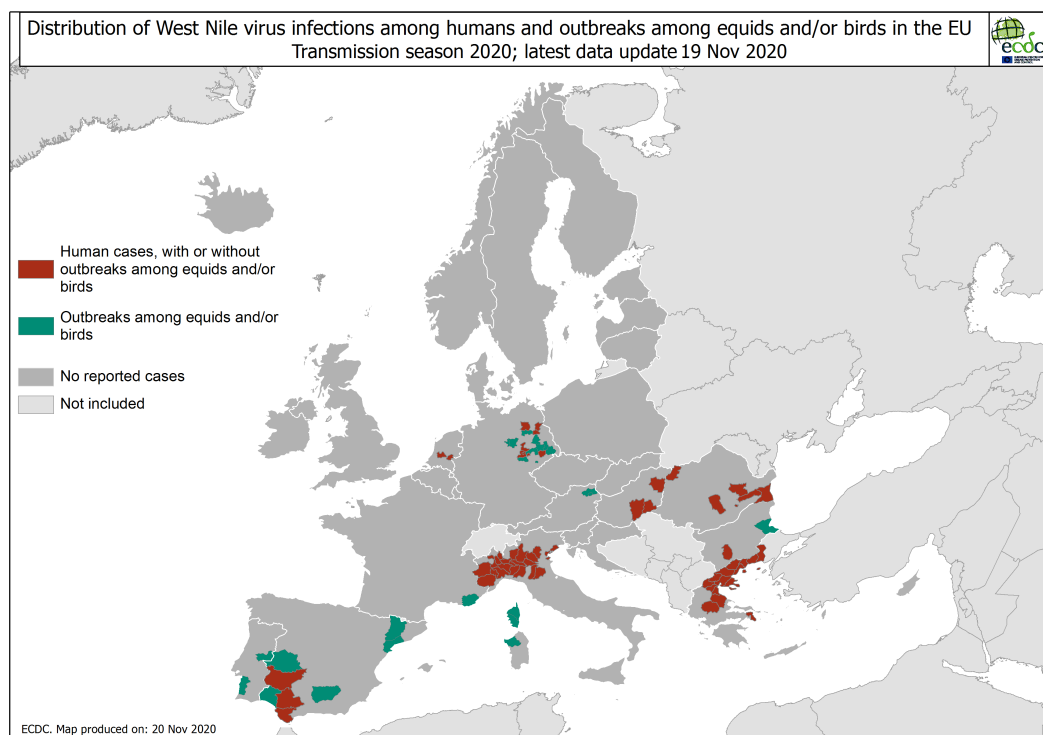 Distribution of West Nile virus infections among humans and outbreaks among equids and/or birds in the EU
Transmission season 2020; latest data update 19 Nov 2020
ecdc
Human cases, with or without
outbreaks among equids and/or
birds
Outbreaks among equids and/or
birds
No reported cases
Not included
ECDC. Map produced on: 20 Nov 2020